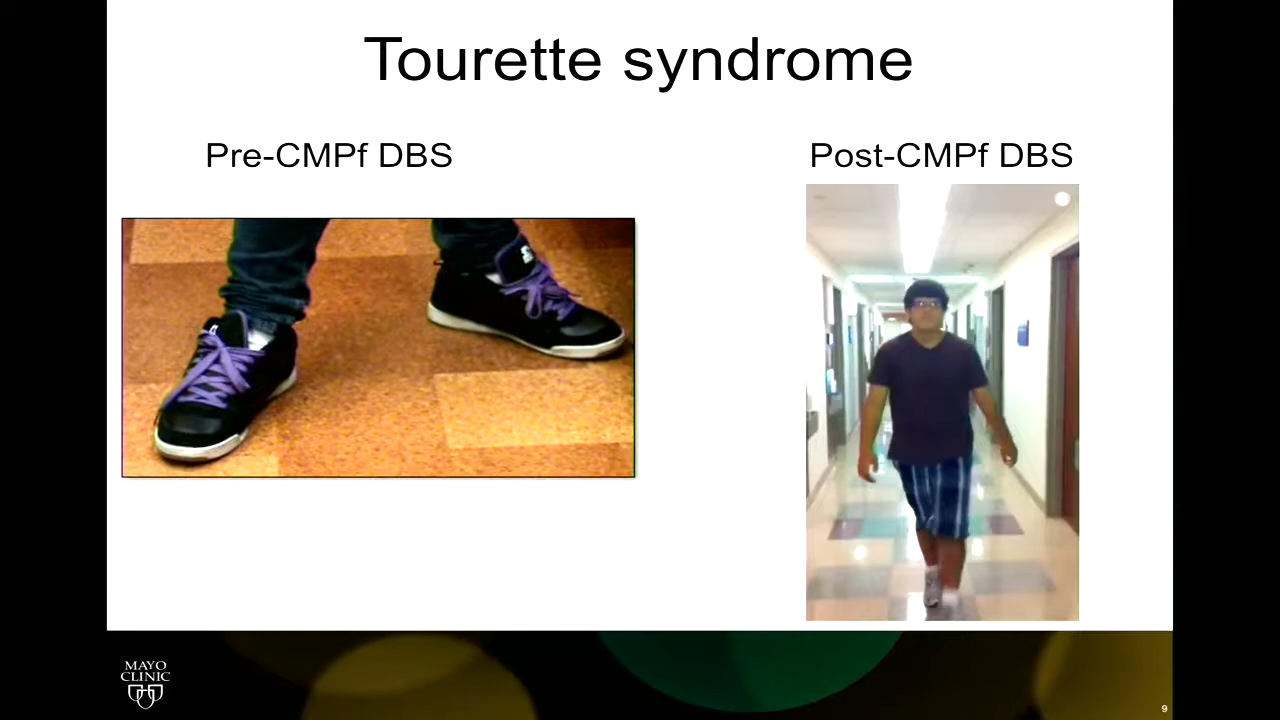 Tourette syndrome
Pre-CMPf DBS
Post-CMPf DBS
MAYO
CLINIC
9